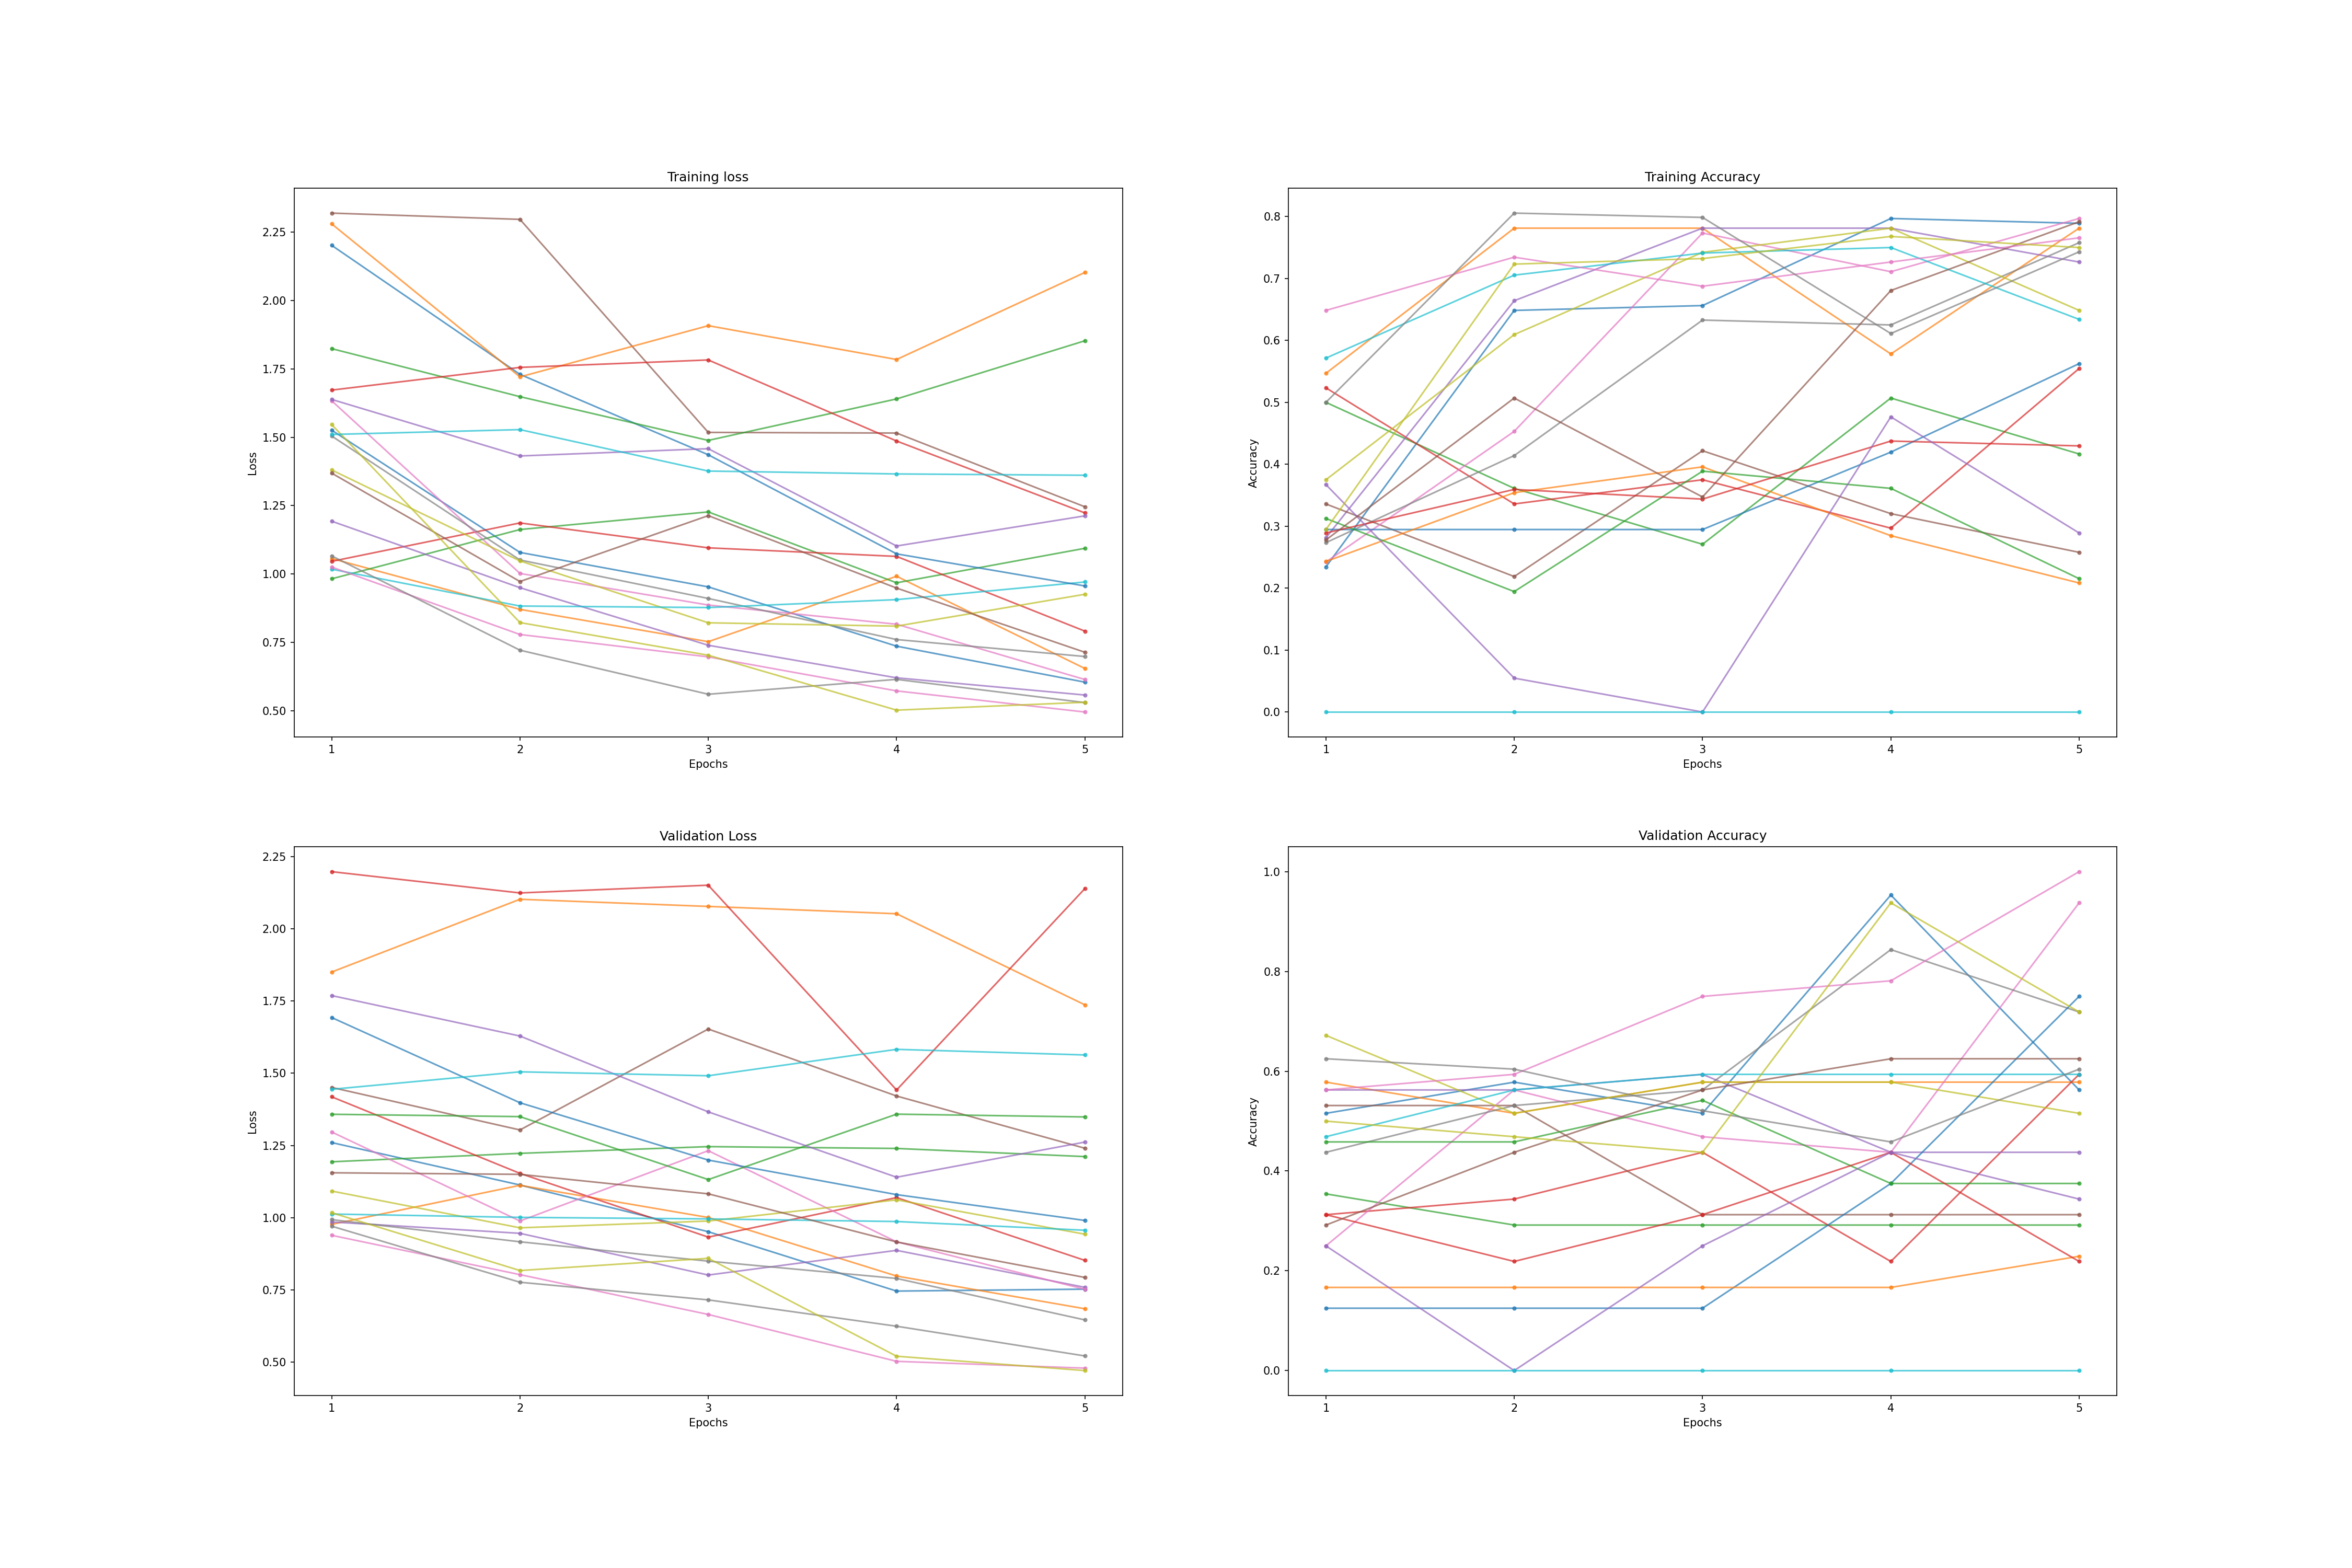 Training loss
2.25
2.00
1.75
1.50
1.25
1.00
0.75
0.50
Loss
1 2 3 4 5
Epochs
Training Accuracy
0.8
0.7
0.6
0.5
0.4
0.3
0.2
0.1
0.0
Accuracy
1 2 3 4 5
Epochs
Validation Loss
2.25
2.00
1.75
1.50
1.25
1.00
0.75
0.50
Loss
1 2 3 4 5
Epochs
Validation Accuracy
1.0
0.8
0.6
0.4
0.2
0.0
Accuracy
1 2 3 4 5
Epochs